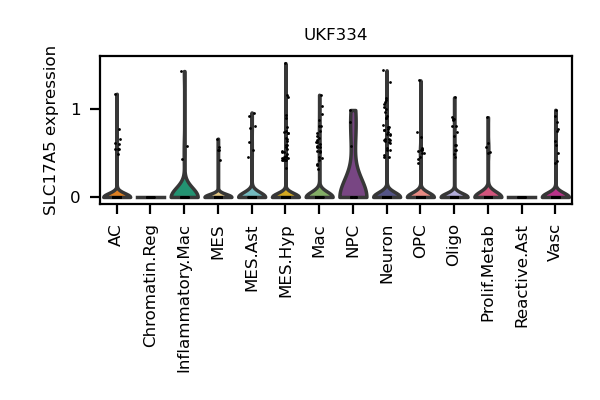 UKF334
SLC17A5 expression
1
0
AC
Chromatin.Reg
Inflammatory.Mac
MES
MES.Ast
MES.Hyp
Mac
NPC
Neuron
OPC
Oligo
Prolif.Metab
Reactive.Ast
Vasc